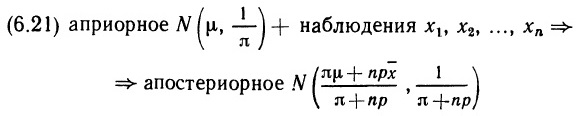 (6.21) априорное N(μ, 1/π) + наблюдения x₁, x₂, ..., xₙ ⇒
⇒ апостериорное N((πμ + npx̄)/(π + np), 1/(π + np))